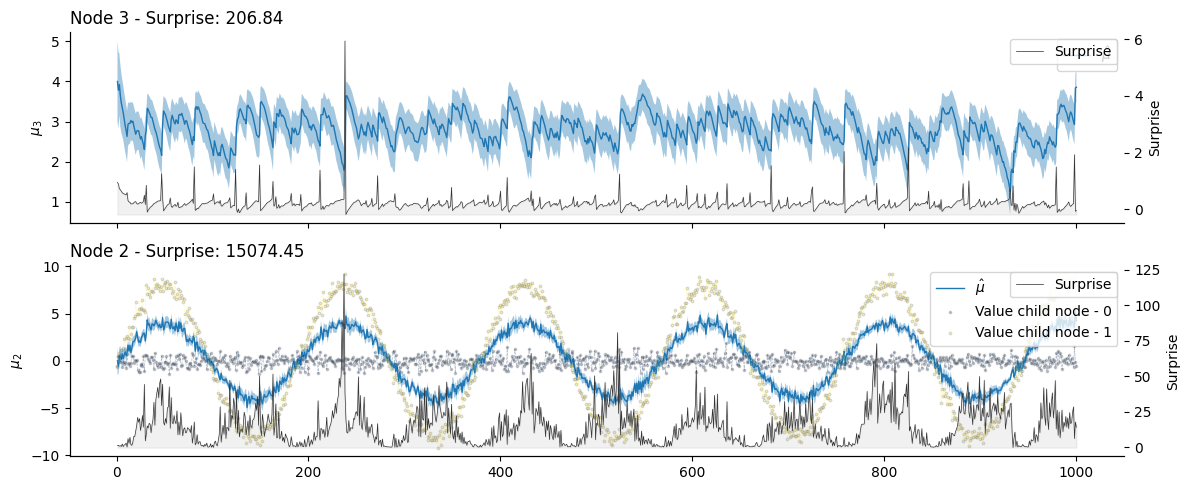 Node 3 - Surprise: 206.84
5
4
3
2
1
μ3
6
4
2
0
Surprise
Surprise
Node 2 - Surprise: 15074.45
10
5
0
−5
−10
μ2
μ̂
Value child node - 0
Value child node - 1
Surprise
125
100
75
50
25
0
Surprise
0
200
400
600
800
1000